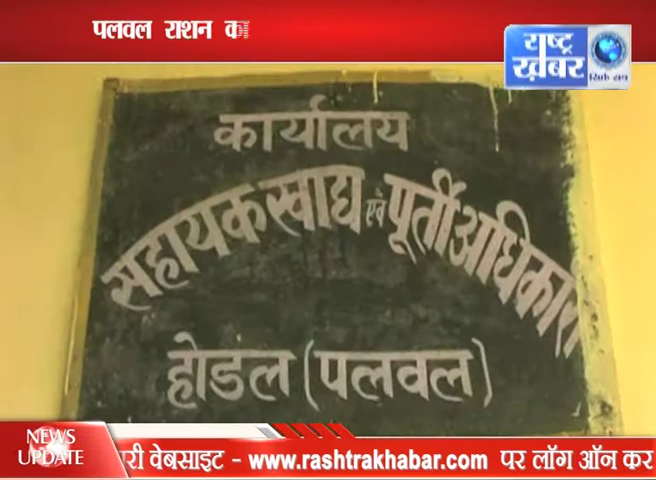 पलवल राशन का
राष्ट्र
ख़बर
सिर्फ सच
कार्यालय
सहायक खाद्य एवं पूर्ती अधिकारी
होडल (पलवल)
NEWS
UPDATE
री वेबसाइट - www.rashtrakhabar.com पर लॉग ऑन कर